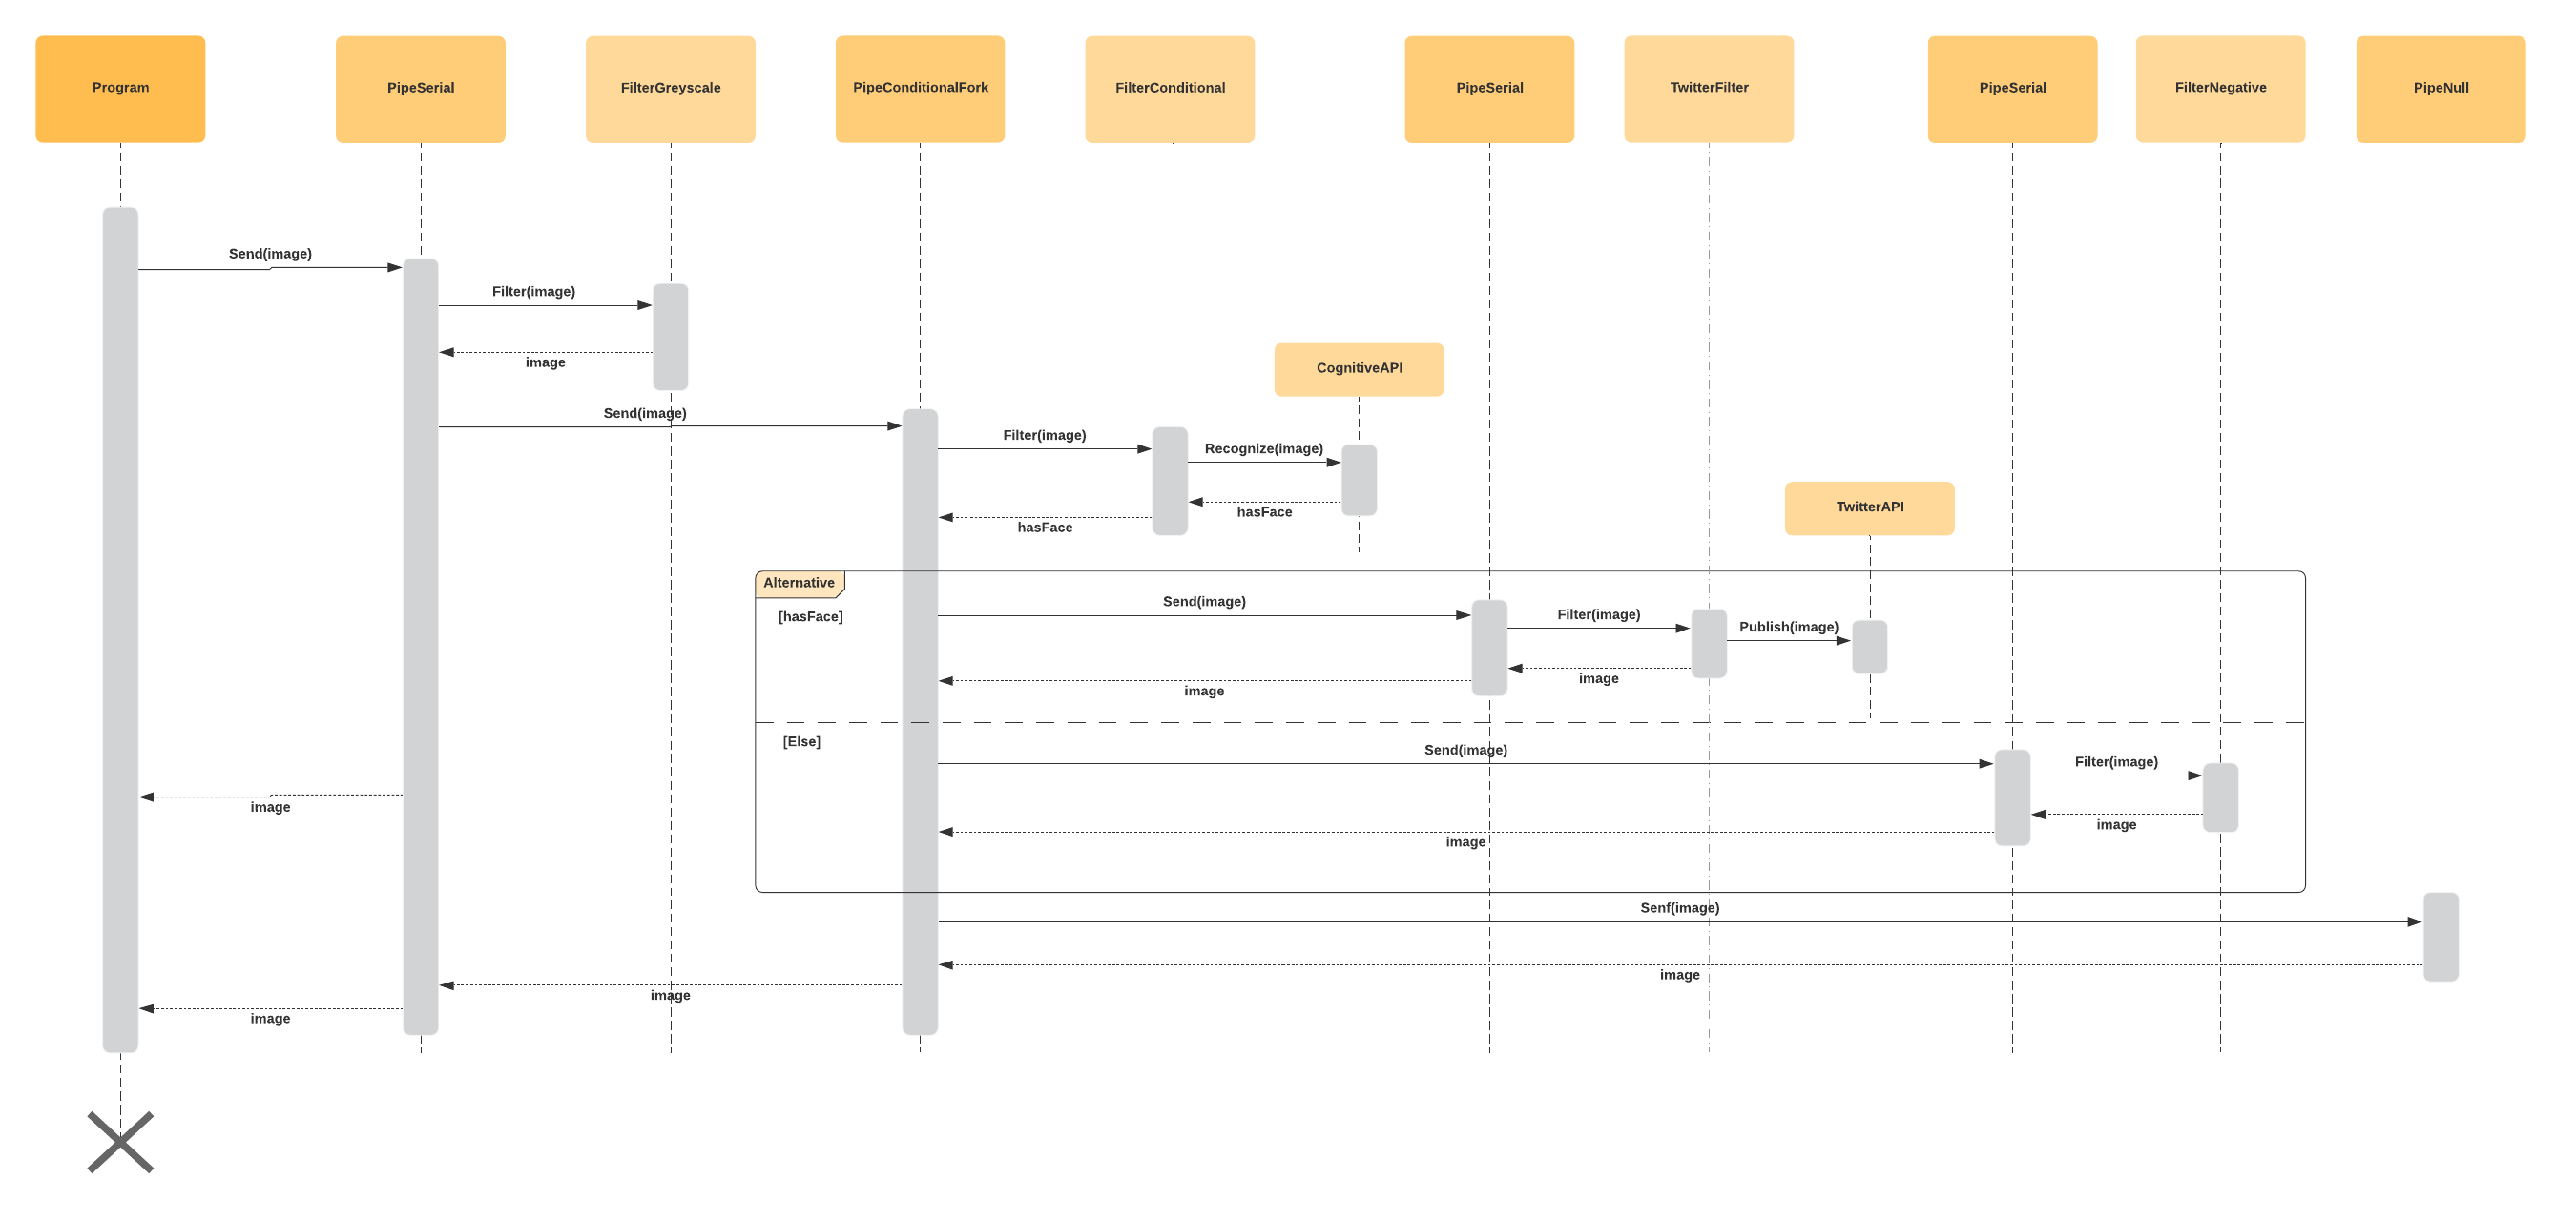 Program
PipeSerial
FilterGreyscale
PipeConditionalFork
FilterConditional
PipeSerial
TwitterFilter
PipeSerial
FilterNegative
PipeNull
Send(image)
Filter(image)
image
CognitiveAPI
Send(image)
Filter(image)
Recognize(image)
hasFace
hasFace
TwitterAPI
Alternative
[hasFace]
Send(image)
Filter(image)
Publish(image)
image
image
[Else]
Send(image)
Filter(image)
image
image
image
Senf(image)
image
image
image